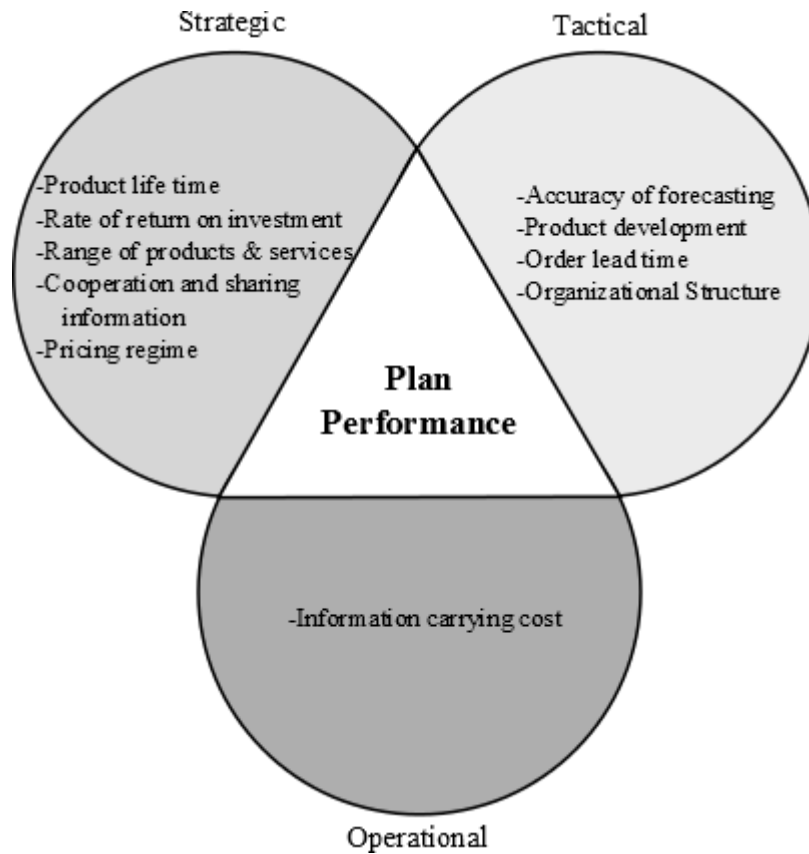 Strategic
Tactical
-Product life time
-Rate of return on investment
-Range of products & services
-Cooperation and sharing
information
-Pricing regime
-Accuracy of forecasting
-Product development
-Order lead time
-Organizational Structure
Plan
Performance
-Information carrying cost
Operational